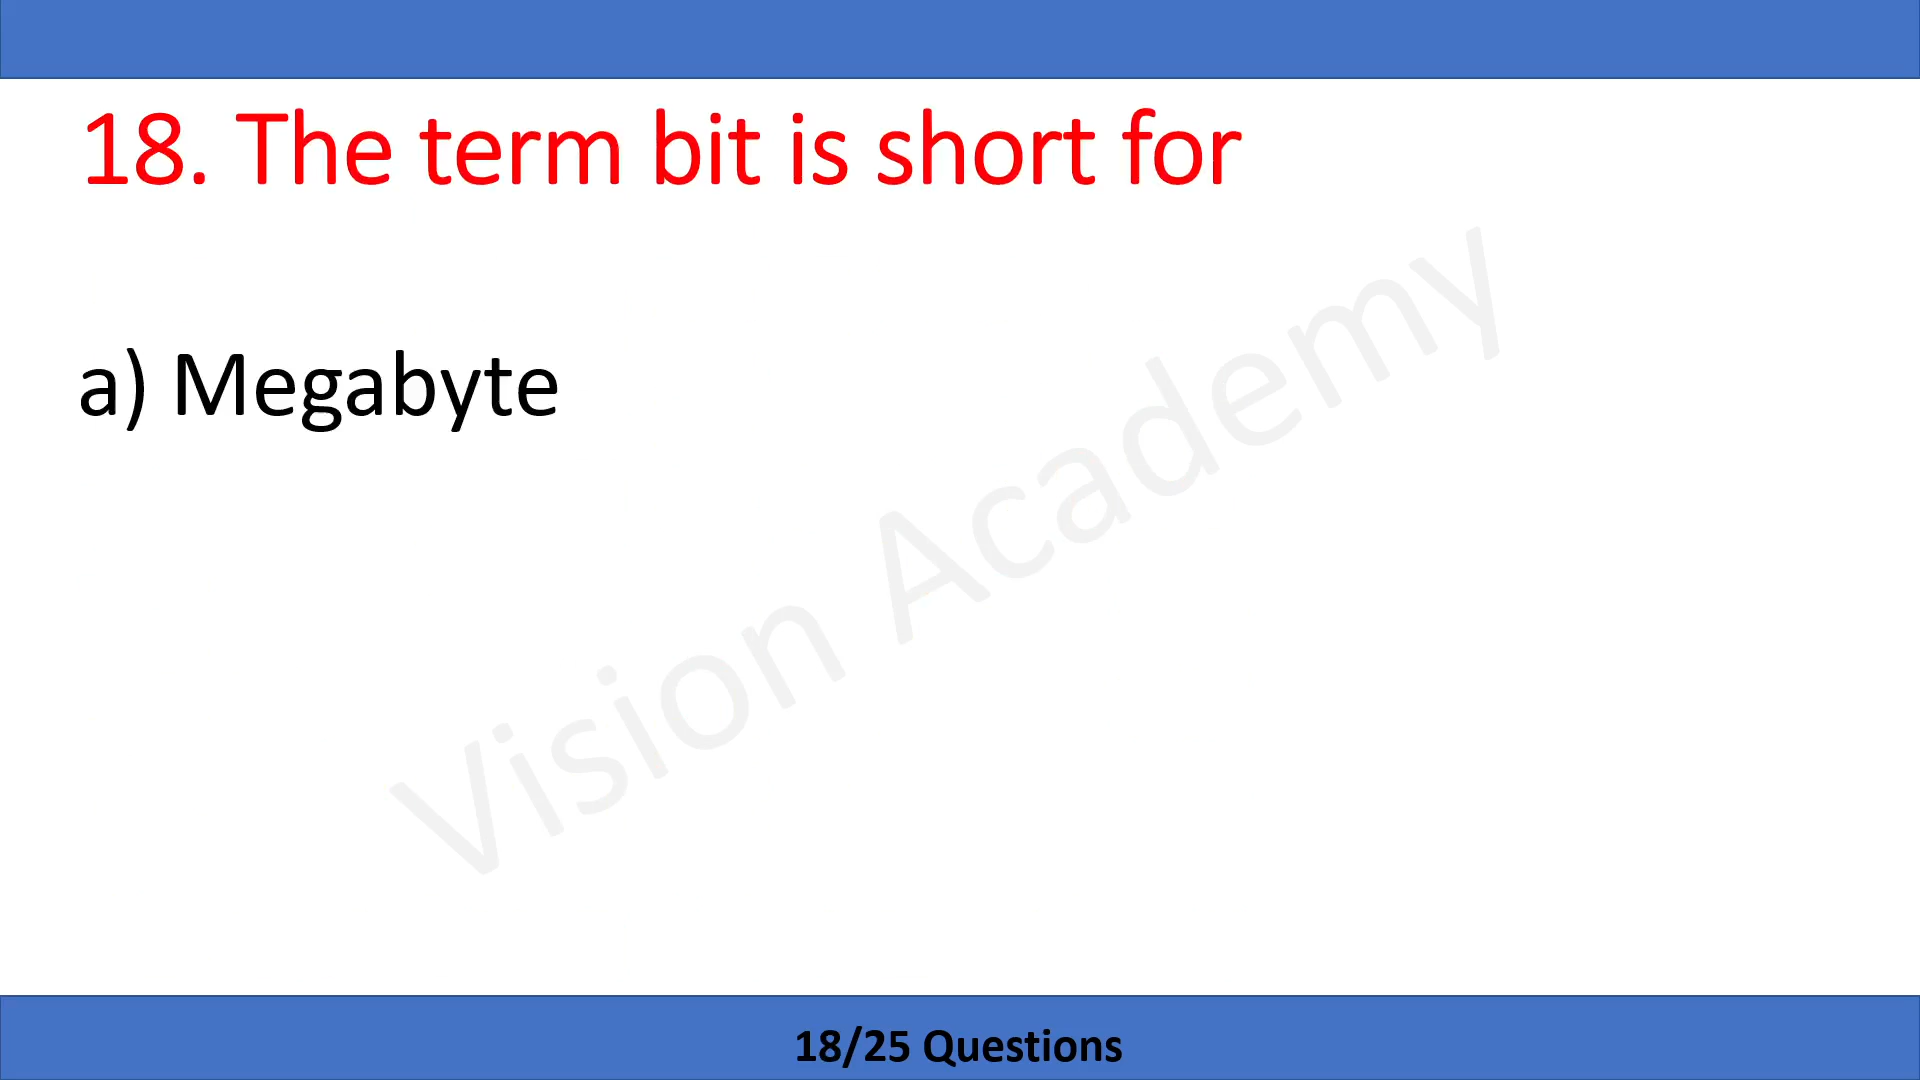 18. The term bit is short for
a) Megabyte
Vision Academy
18/25 Questions